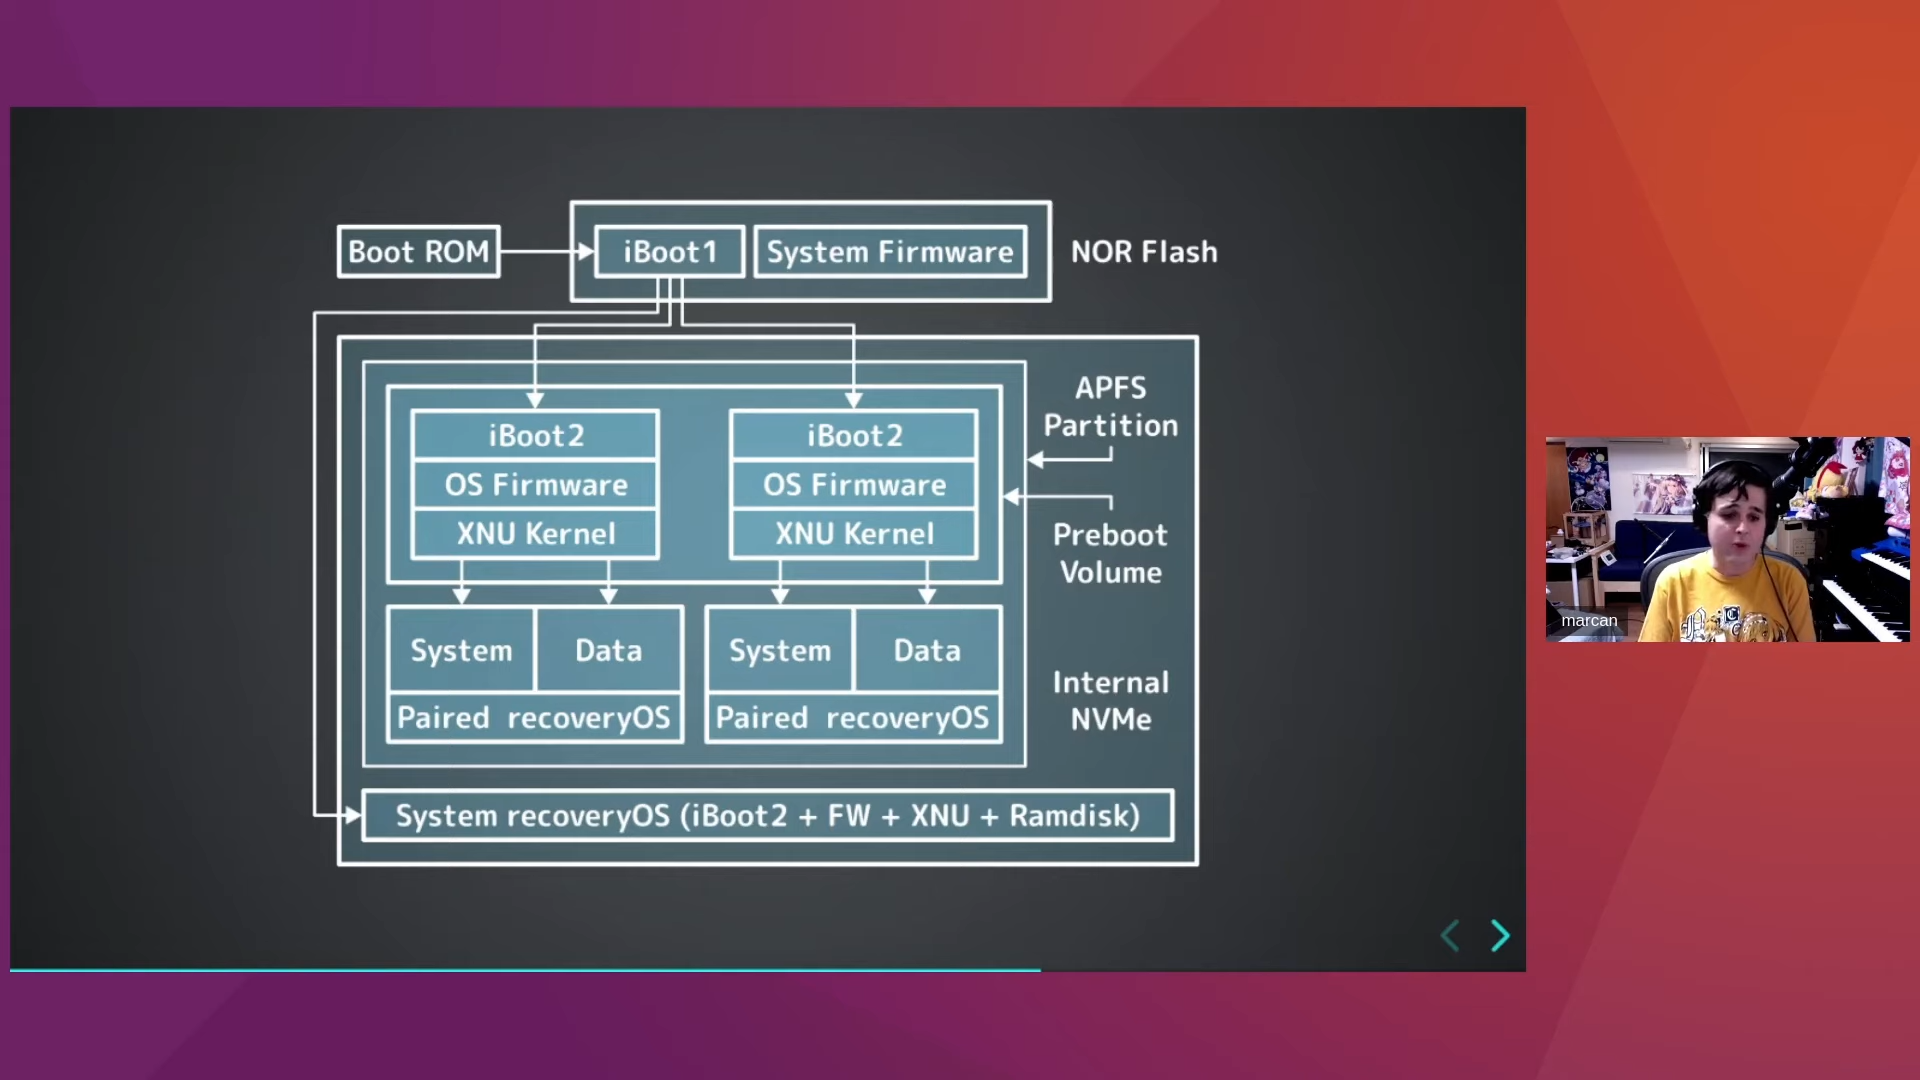 Boot ROM
iBoot1
System Firmware
NOR Flash
APFS
Partition
iBoot2
iBoot2
OS Firmware
OS Firmware
XNU Kernel
XNU Kernel
Preboot
Volume
System
Data
System
Data
Internal
NVMe
Paired recoveryOS
Paired recoveryOS
System recoveryOS (iBoot2 + FW + XNU + Ramdisk)
marcan